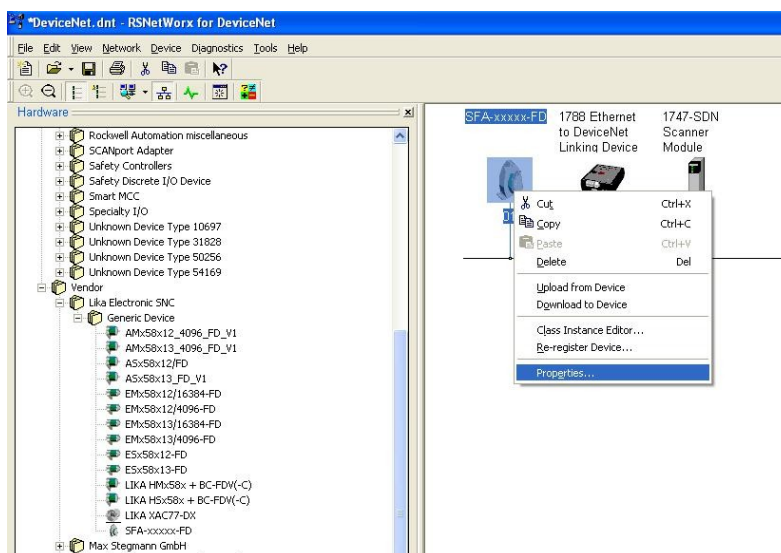 *DeviceNet.dnt - RSNetWorx for DeviceNet
File Edit View Network Device Diagnostics Tools Help
Hardware
Rockwell Automation miscellaneous
SCANport Adapter
Safety Controllers
Safety Discrete I/O Device
Smart MCC
Specialty I/O
Unknown Device Type 10697
Unknown Device Type 31828
Unknown Device Type 50256
Unknown Device Type 54169
Vendor
Lika Electronic SNC
Generic Device
AMx58x12_4096_FD_V1
AMx58x13_4096_FD_V1
ASx58x12/FD
ASx58x13_FD_V1
EMx58x12/16384-FD
EMx58x12/4096-FD
EMx58x13/16384-FD
EMx58x13/4096-FD
ESx58x12-FD
ESx58x13-FD
LIKA HMx58x + BC-FDV(-C)
LIKA HSx58x + BC-FDV(-C)
LIKA XAC77-DX
SFA-xxxxx-FD
Max Stegmann GmbH
SFA-xxxxx-FD
1788 Ethernet
to DeviceNet
Linking Device
1747-SDN
Scanner
Module
Cut Ctrl+X
Copy Ctrl+C
Paste Ctrl+V
Delete Del
Upload from Device
Download to Device
Class Instance Editor...
Re-register Device...
Properties...